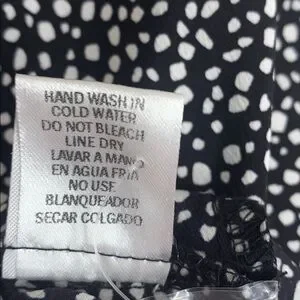 HAND WASH IN
COLD WATER
DO NOT BLEACH
LINE DRY
LAVAR A MANO
EN AGUA FRIA
NO USE
BLANQUEADOR
SECAR COLGADO